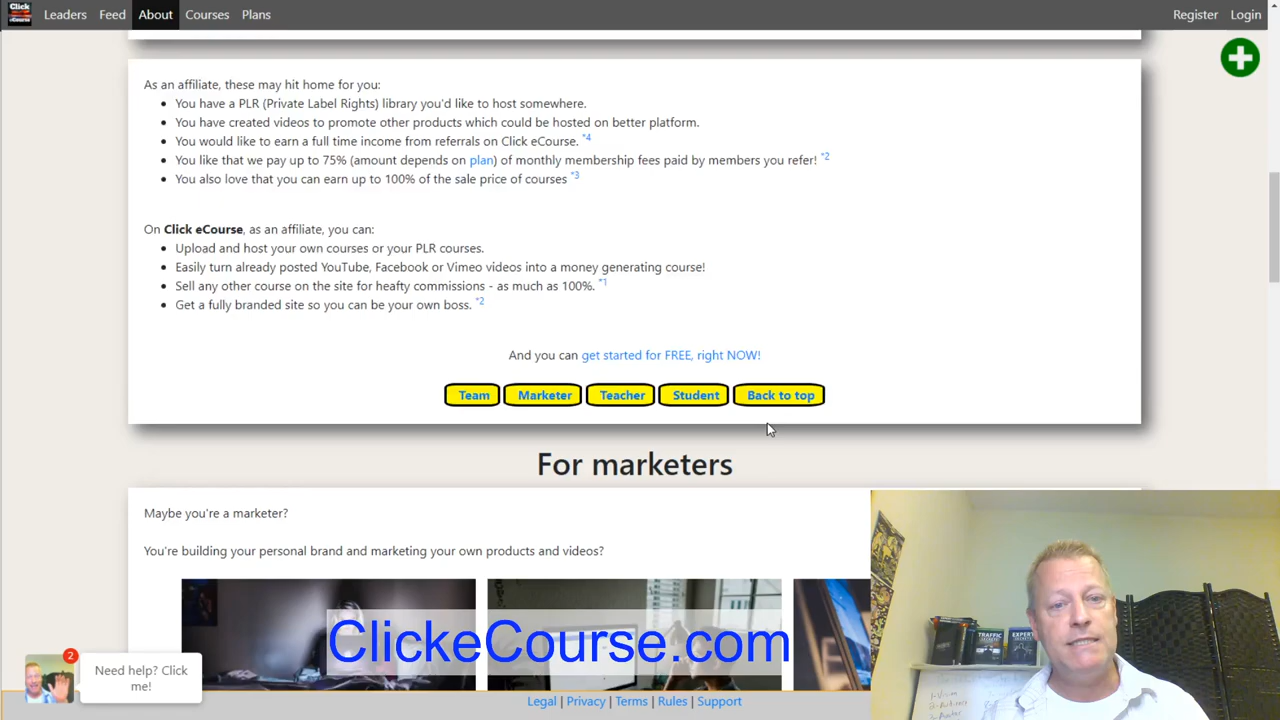 Click
eCourse
Leaders
Feed
About
Courses
Plans
Register
Login
As an affiliate, these may hit home for you:
• You have a PLR (Private Label Rights) library you'd like to host somewhere.
• You have created videos to promote other products which could be hosted on better platform.
• You would like to earn a full time income from referrals on Click eCourse. *4
• You like that we pay up to 75% (amount depends on plan) of monthly membership fees paid by members you refer! *2
• You also love that you can earn up to 100% of the sale price of courses *3
On Click eCourse, as an affiliate, you can:
• Upload and host your own courses or your PLR courses.
• Easily turn already posted YouTube, Facebook or Vimeo videos into a money generating course!
• Sell any other course on the site for heafty commissions - as much as 100%. *1
• Get a fully branded site so you can be your own boss. *2
And you can get started for FREE, right NOW!
Team
Marketer
Teacher
Student
Back to top
For marketers
Maybe you're a marketer?
You're building your personal brand and marketing your own products and videos?
ClickeCourse.com
TRAFFIC
SECRETS
EXPERT
SECRETS
2
Need help? Click
me!
Legal | Privacy | Terms | Rules | Support